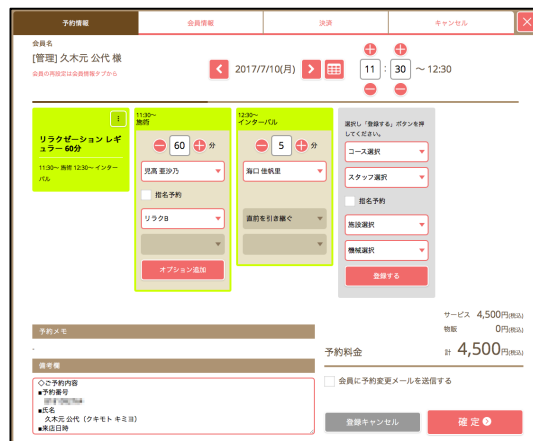 予約情報
会員情報
決済
キャンセル
会員名
[管理] 久木元 公代 様
会員の再設定は会員情報タブから
2017/7/10(月)
11 : 30 ～ 12:30
リラクゼーション レギュラー 60分
11:30～ 施術 12:30～ インターバル
11:30～
施術
60 分
児高 亜沙乃
指名予約
リラクB
オプション追加
12:30～
インターバル
5 分
海口 佳帆里
直前を引き継ぐ
選択し「登録する」ボタンを押してください。
コース選択
スタッフ選択
指名予約
施設選択
機械選択
登録する
予約メモ
-
備考欄
◇ご予約内容
■予約番号
■氏名
久木元 公代（クキモト キミヨ）
■来店日時
サービス 4,500円(税込)
物販 0円(税込)
予約料金 計 4,500円(税込)
会員に予約変更メールを送信する
登録キャンセル
確定